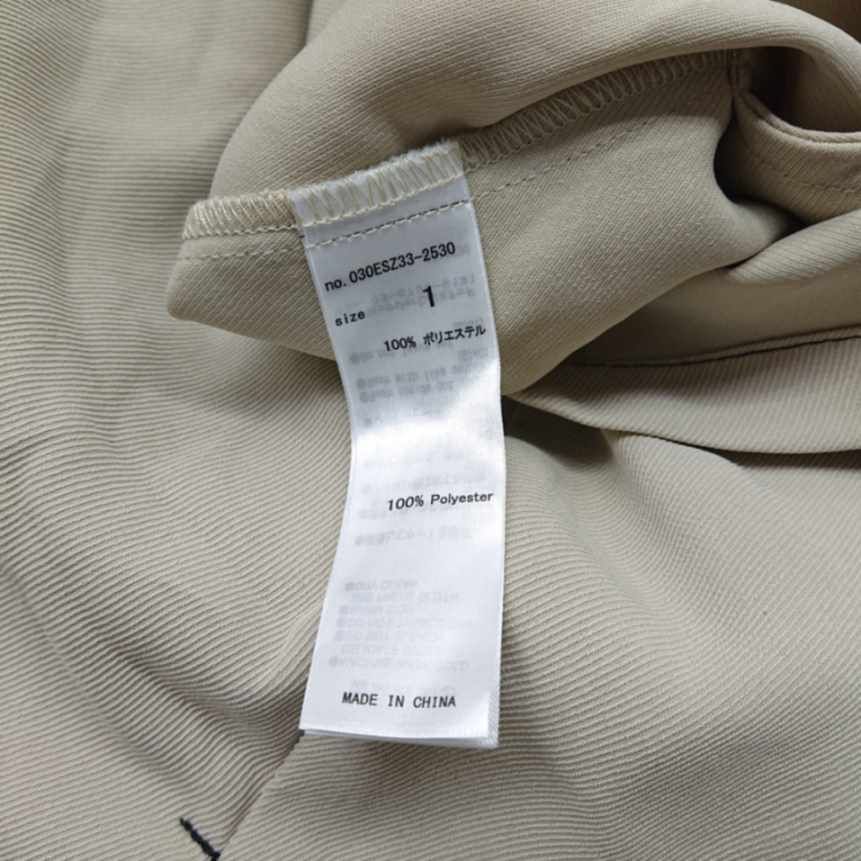 no.030ESZ33-2530
size 1
100% ポリエステル
100% Polyester
MADE IN CHINA